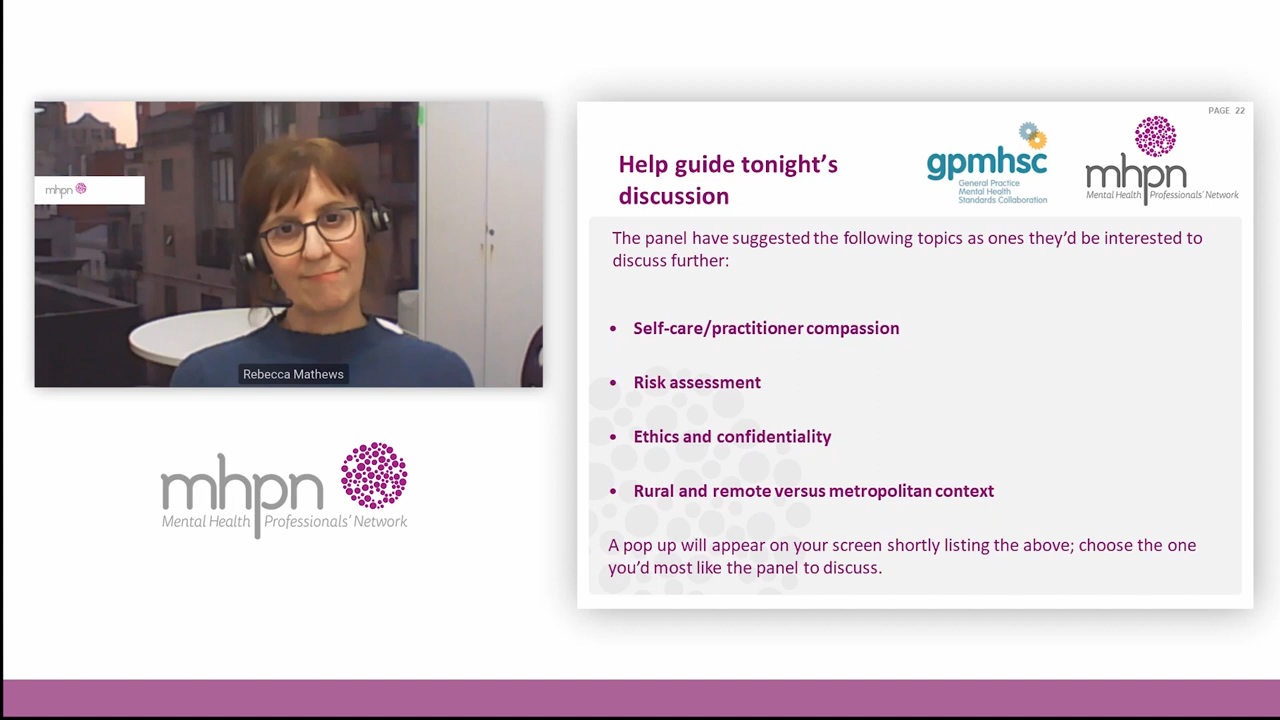 mhpn
Rebecca Mathews
mhpn
Mental Health Professionals' Network
PAGE 22
Help guide tonight's
discussion
gpmhsc
General Practice
Mental Health
Standards Collaboration
mhpn
Mental Health Professionals' Network
The panel have suggested the following topics as ones they'd be interested to
discuss further:
• Self-care/practitioner compassion
• Risk assessment
• Ethics and confidentiality
• Rural and remote versus metropolitan context
A pop up will appear on your screen shortly listing the above; choose the one
you'd most like the panel to discuss.